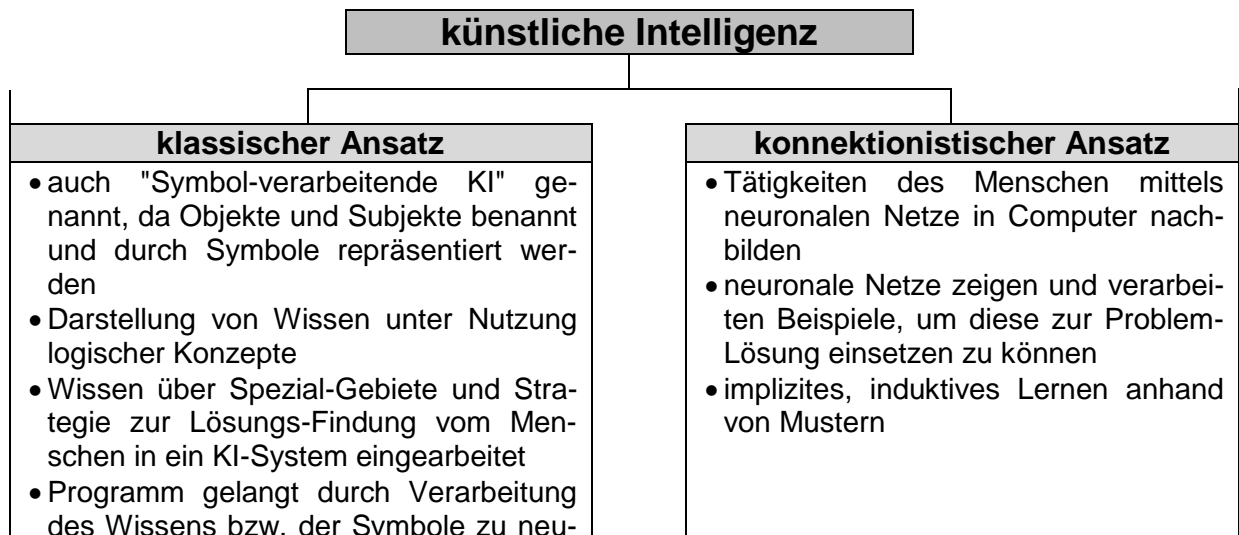 künstliche Intelligenz
klassischer Ansatz
• auch "Symbol-verarbeitende KI" ge-
nannt, da Objekte und Subjekte benannt
und durch Symbole repräsentiert wer-
den
• Darstellung von Wissen unter Nutzung
logischer Konzepte
• Wissen über Spezial-Gebiete und Stra-
tegie zur Lösungs-Findung vom Men-
schen in ein KI-System eingearbeitet
• Programm gelangt durch Verarbeitung
des Wissens bzw. der Symbole zu neu-
konnektionistischer Ansatz
• Tätigkeiten des Menschen mittels
neuronalen Netze in Computer nach-
bilden
• neuronale Netze zeigen und verarbei-
ten Beispiele, um diese zur Problem-
Lösung einsetzen zu können
• implizites, induktives Lernen anhand
von Mustern